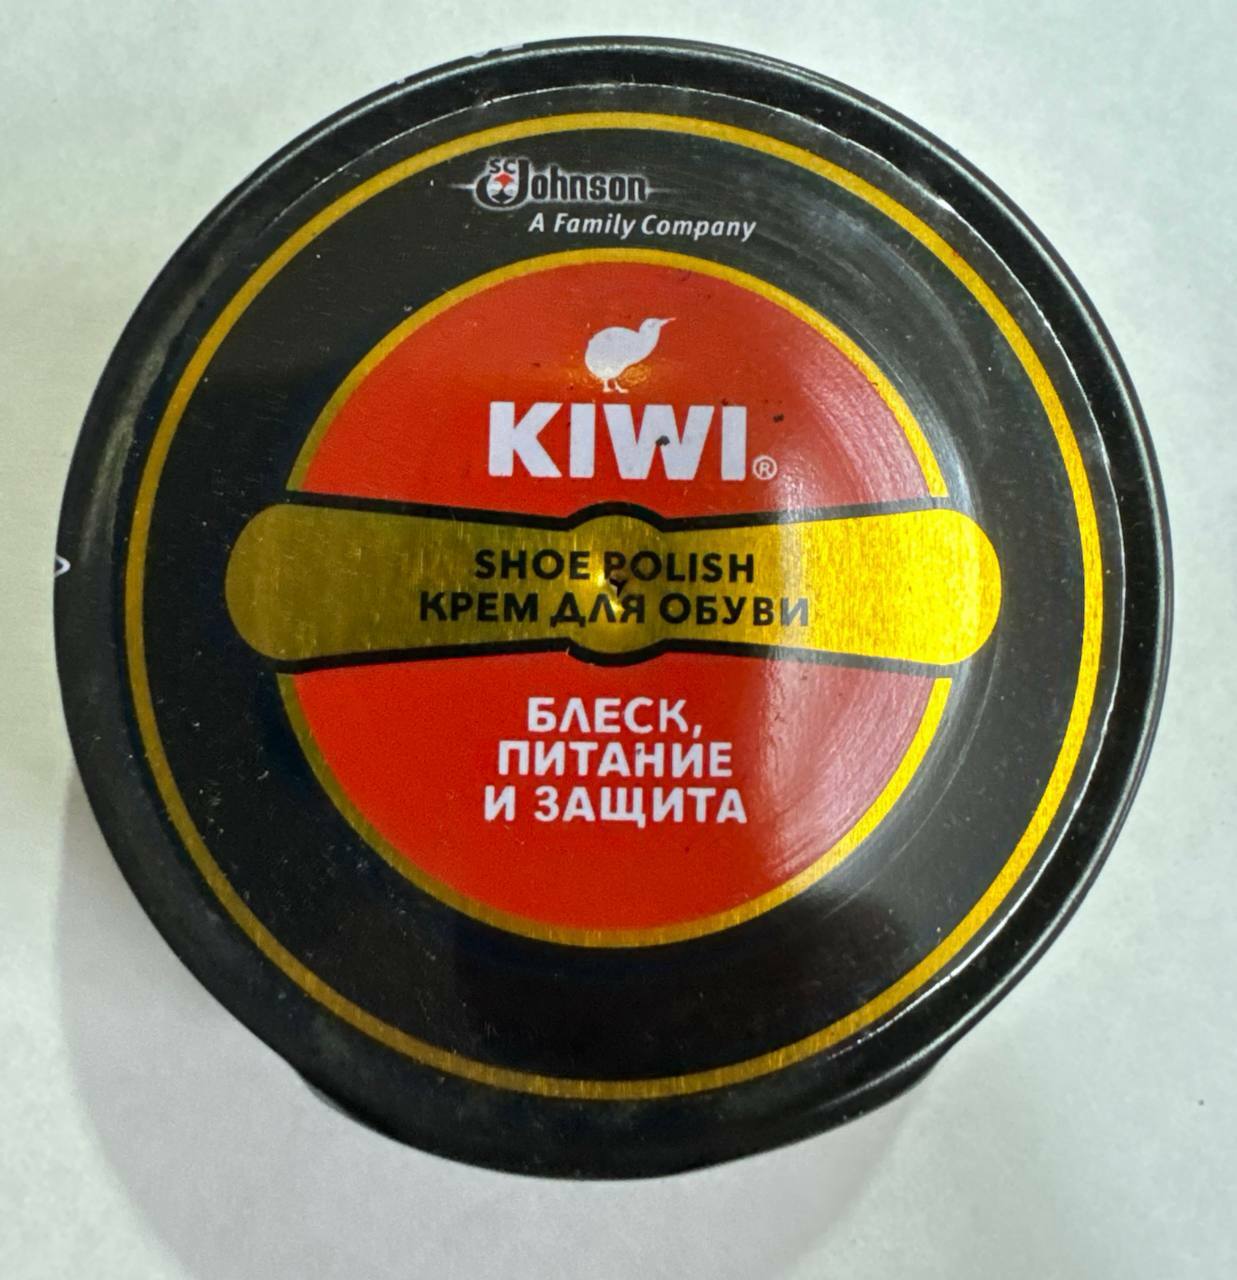 SC Johnson
A Family Company
KIWI®
SHOE POLISH
КРЕМ ДЛЯ ОБУВИ
БЛЕСК,
ПИТАНИЕ
И ЗАЩИТА